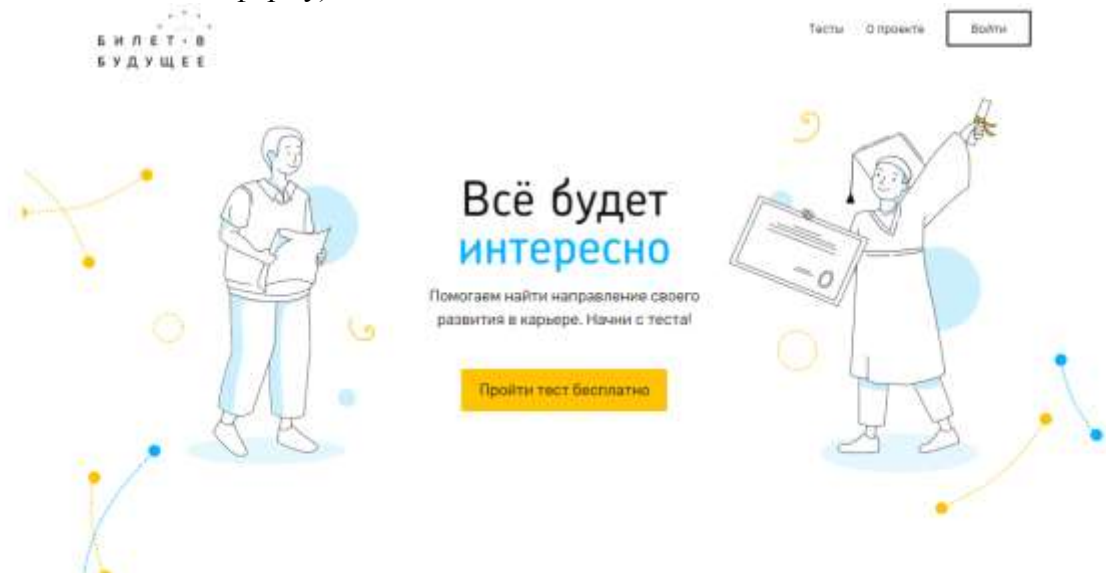 БИЛЕТ·В
БУДУЩЕЕ
Тесты О проекте Войти
Всё будет
интересно
Помогаем найти направление своего
развития в карьере. Начни с теста!
Пройти тест бесплатно